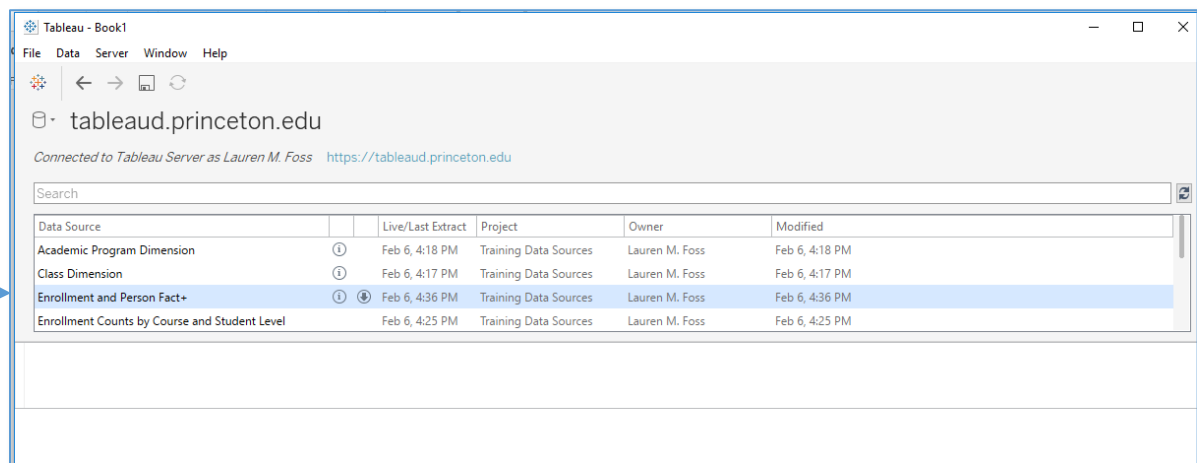 Tableau - Book1
File Data Server Window Help
tableaud.princeton.edu
Connected to Tableau Server as Lauren M. Foss https://tableaud.princeton.edu
Search
Data Source Live/Last Extract Project Owner Modified
Academic Program Dimension Feb 6, 4:18 PM Training Data Sources Lauren M. Foss Feb 6, 4:18 PM
Class Dimension Feb 6, 4:17 PM Training Data Sources Lauren M. Foss Feb 6, 4:17 PM
Enrollment and Person Fact+ Feb 6, 4:36 PM Training Data Sources Lauren M. Foss Feb 6, 4:36 PM
Enrollment Counts by Course and Student Level Feb 6, 4:25 PM Training Data Sources Lauren M. Foss Feb 6, 4:25 PM